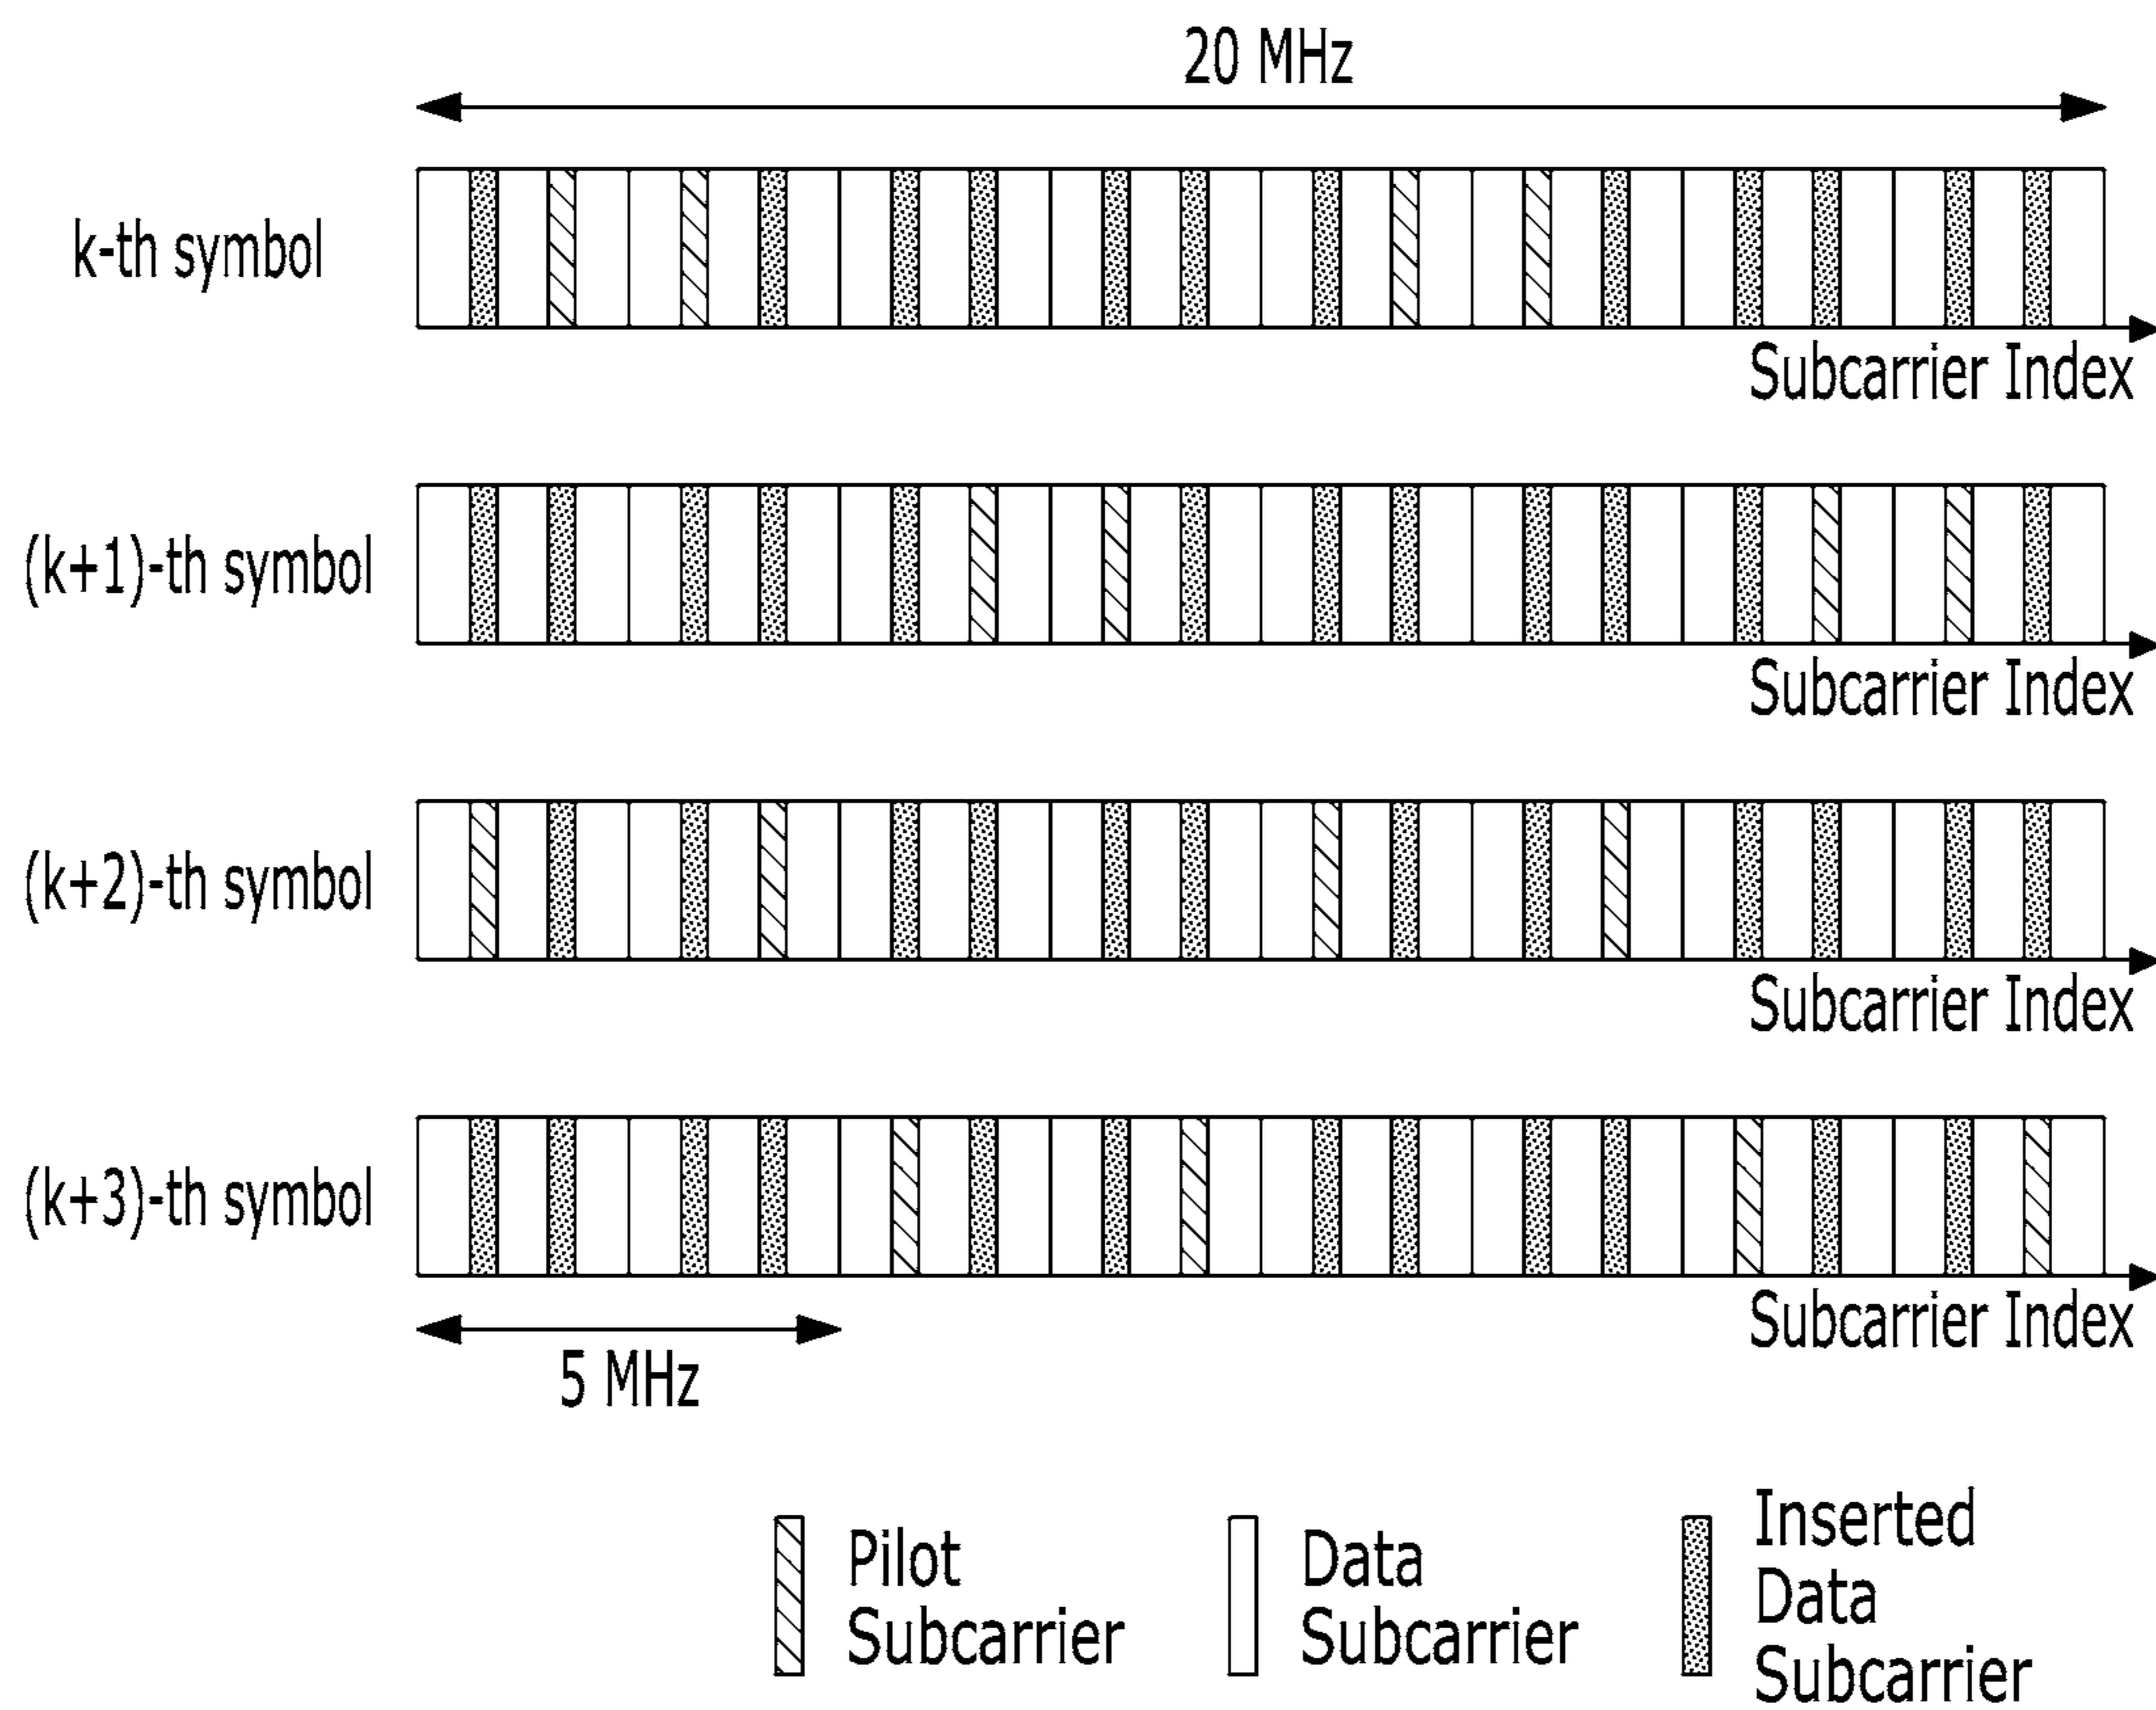 20 MHz
k-th symbol
Subcarrier Index
(k+1)-th symbol
Subcarrier Index
(k+2)-th symbol
Subcarrier Index
(k+3)-th symbol
Subcarrier Index
5 MHz
Pilot
Subcarrier
Data
Subcarrier
Inserted
Data
Subcarrier